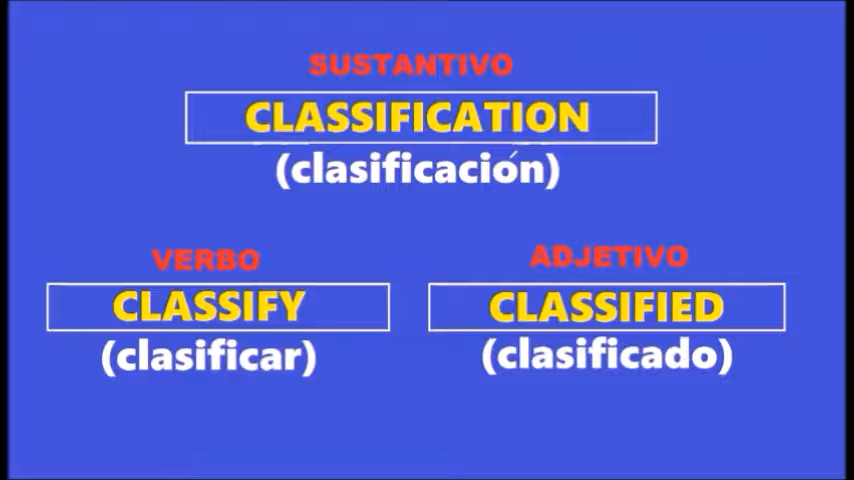 SUSTANTIVO
CLASSIFICATION
(clasificación)
VERBO
CLASSIFY
(clasificar)
ADJETIVO
CLASSIFIED
(clasificado)